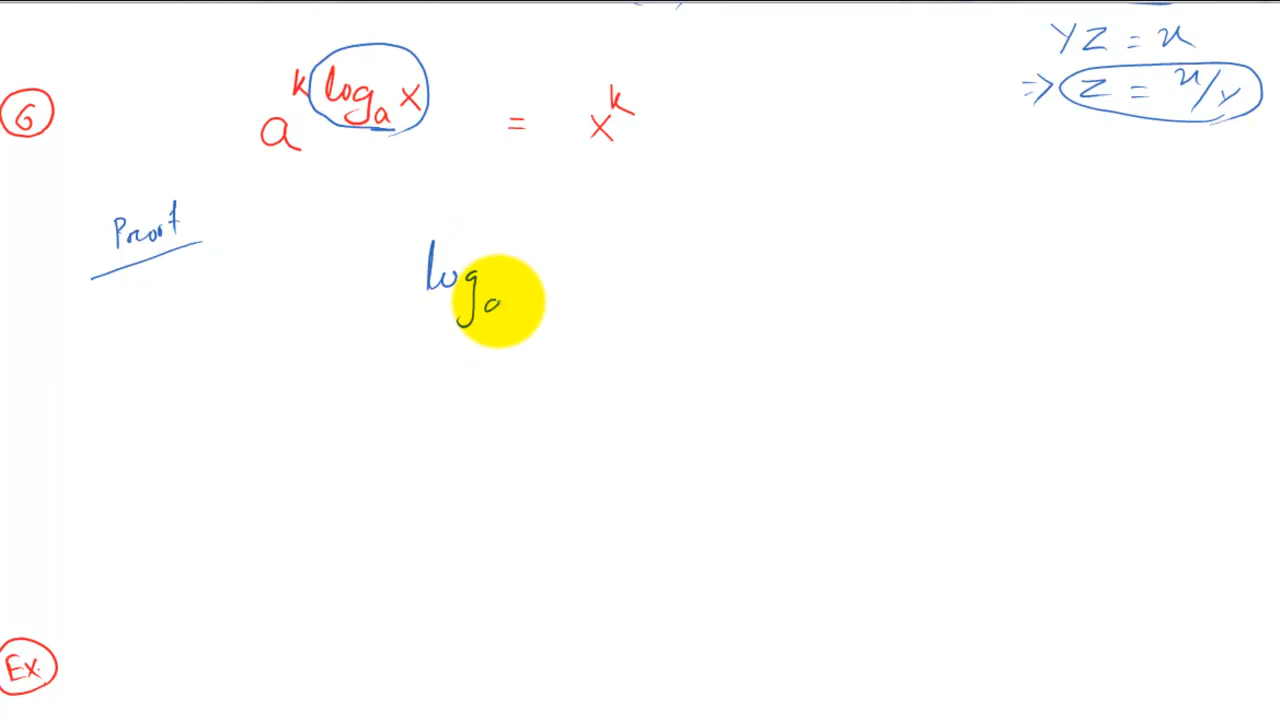 YZ = x
⇒ Z = x/Y
6 a^{k log_a x} = x^k
Proof
log_a
Ex.